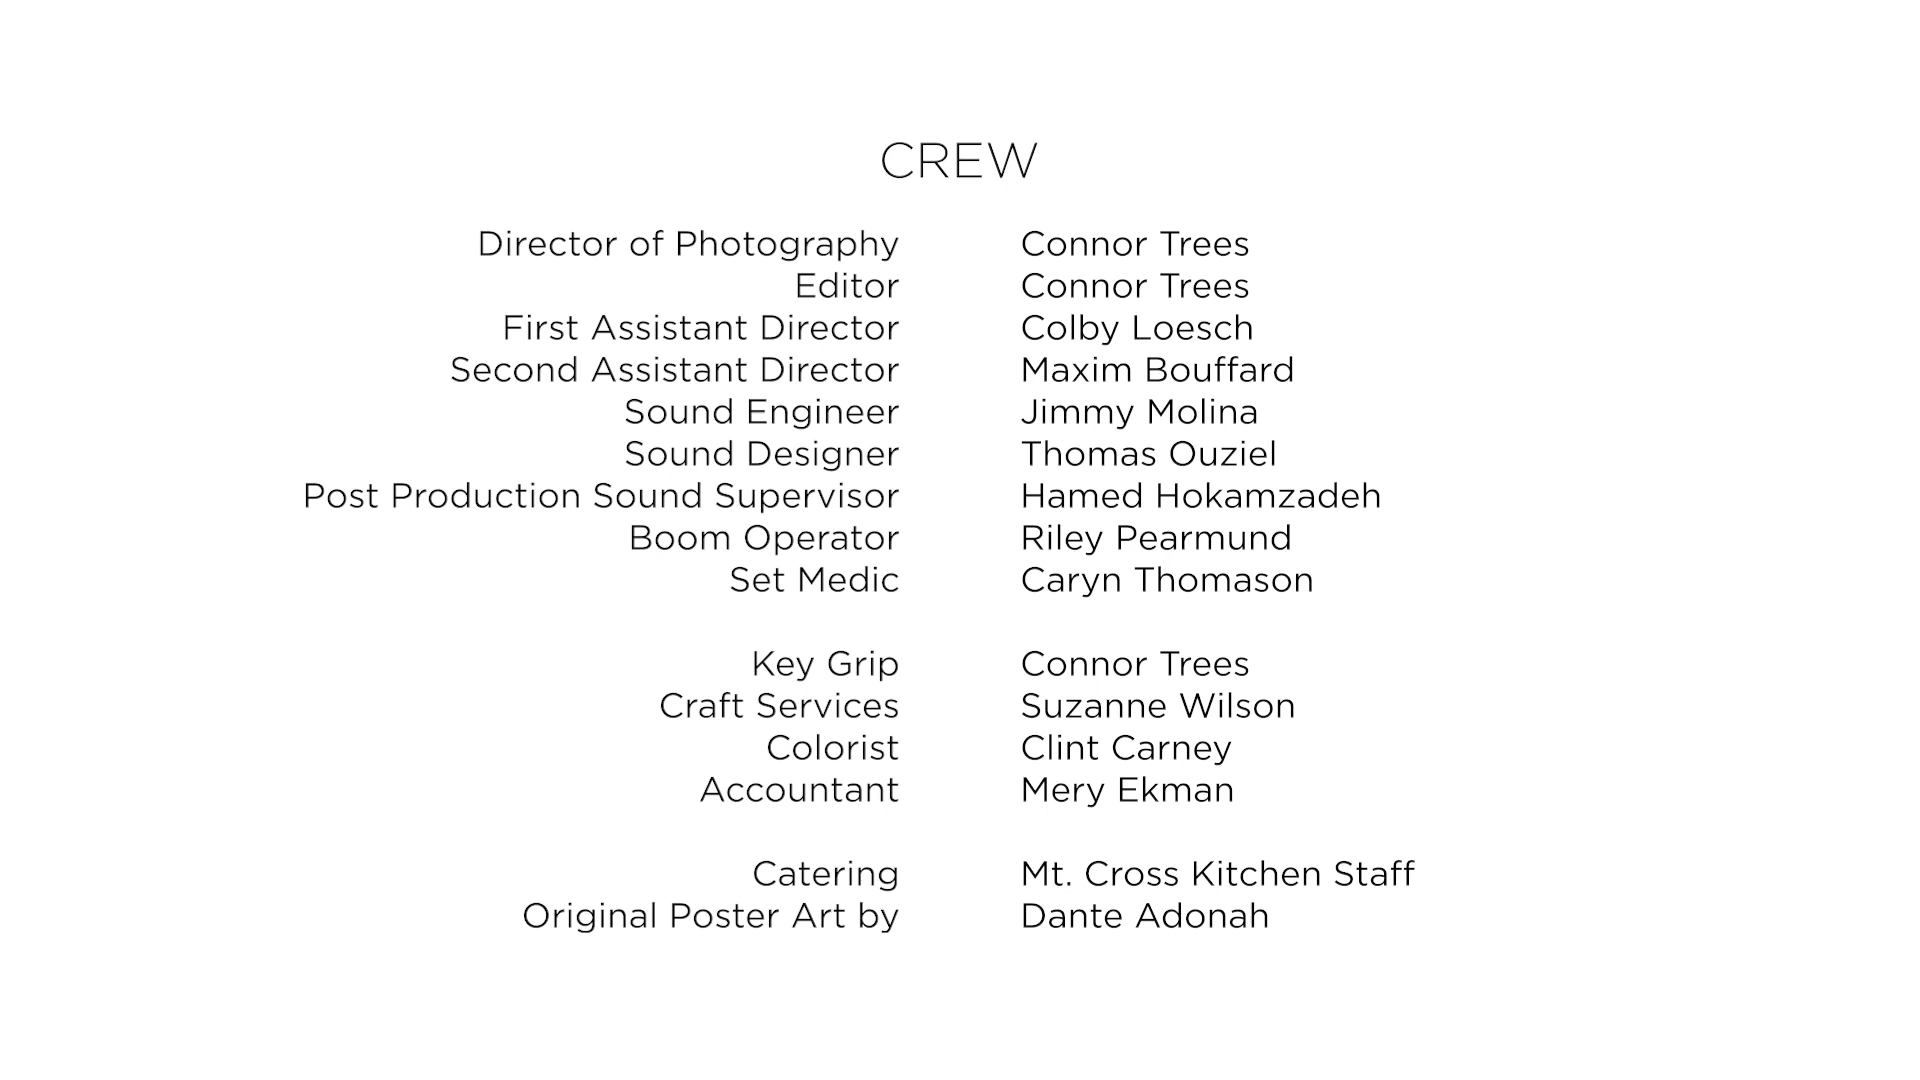 CREW
Director of Photography Connor Trees
Editor Connor Trees
First Assistant Director Colby Loesch
Second Assistant Director Maxim Bouffard
Sound Engineer Jimmy Molina
Sound Designer Thomas Ouziel
Post Production Sound Supervisor Hamed Hokamzadeh
Boom Operator Riley Pearmund
Set Medic Caryn Thomason
Key Grip Connor Trees
Craft Services Suzanne Wilson
Colorist Clint Carney
Accountant Mery Ekman
Catering Mt. Cross Kitchen Staff
Original Poster Art by Dante Adonah